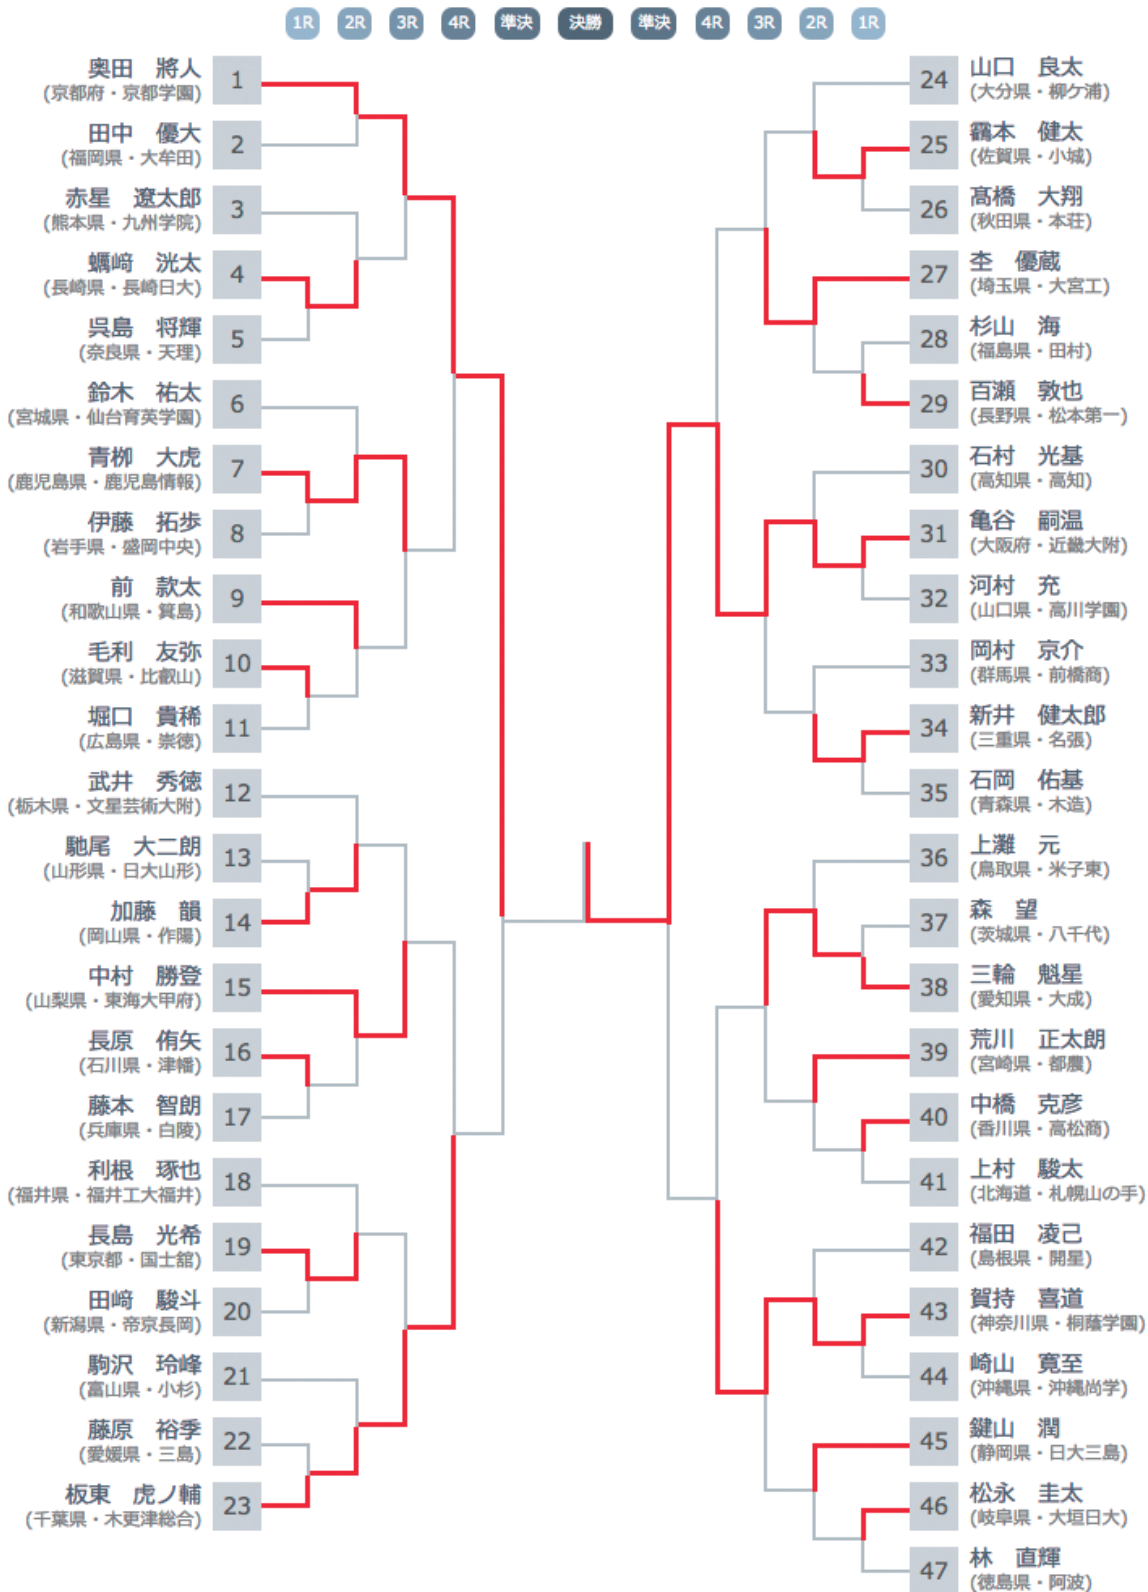 1R 2R 3R 4R 準決 決勝 準決 4R 3R 2R 1R
奥田　將人
(京都府・京都学園)
1
田中　優大
(福岡県・大牟田)
2
赤星　遼太郎
(熊本県・九州学院)
3
蠣﨑　洸太
(長崎県・長崎日大)
4
呉島　将輝
(奈良県・天理)
5
鈴木　祐太
(宮城県・仙台育英学園)
6
青栁　大虎
(鹿児島県・鹿児島情報)
7
伊藤　拓歩
(岩手県・盛岡中央)
8
前　款太
(和歌山県・箕島)
9
毛利　友弥
(滋賀県・比叡山)
10
堀口　貴稀
(広島県・崇徳)
11
武井　秀徳
(栃木県・文星芸術大附)
12
馳尾　大二朗
(山形県・日大山形)
13
加藤　韻
(岡山県・作陽)
14
中村　勝登
(山梨県・東海大甲府)
15
長原　侑矢
(石川県・津幡)
16
藤本　智朗
(兵庫県・白陵)
17
利根　琢也
(福井県・福井工大福井)
18
長島　光希
(東京都・国士舘)
19
田﨑　駿斗
(新潟県・帝京長岡)
20
駒沢　玲峰
(富山県・小杉)
21
藤原　裕季
(愛媛県・三島)
22
板東　虎ノ輔
(千葉県・木更津総合)
23
24
山口　良太
(大分県・柳ケ浦)
25
靏本　健太
(佐賀県・小城)
26
髙橋　大翔
(秋田県・本荘)
27
杢　優蔵
(埼玉県・大宮工)
28
杉山　海
(福島県・田村)
29
百瀬　敦也
(長野県・松本第一)
30
石村　光基
(高知県・高知)
31
亀谷　嗣温
(大阪府・近畿大附)
32
河村　充
(山口県・高川学園)
33
岡村　京介
(群馬県・前橋商)
34
新井　健太郎
(三重県・名張)
35
石岡　佑基
(青森県・木造)
36
上灘　元
(鳥取県・米子東)
37
森　望
(茨城県・八千代)
38
三輪　魁星
(愛知県・大成)
39
荒川　正太朗
(宮崎県・都農)
40
中橋　克彦
(香川県・高松商)
41
上村　駿太
(北海道・札幌山の手)
42
福田　凌己
(島根県・開星)
43
賀持　喜道
(神奈川県・桐蔭学園)
44
崎山　寛至
(沖縄県・沖縄尚学)
45
鍵山　潤
(静岡県・日大三島)
46
松永　圭太
(岐阜県・大垣日大)
47
林　直輝
(徳島県・阿波)